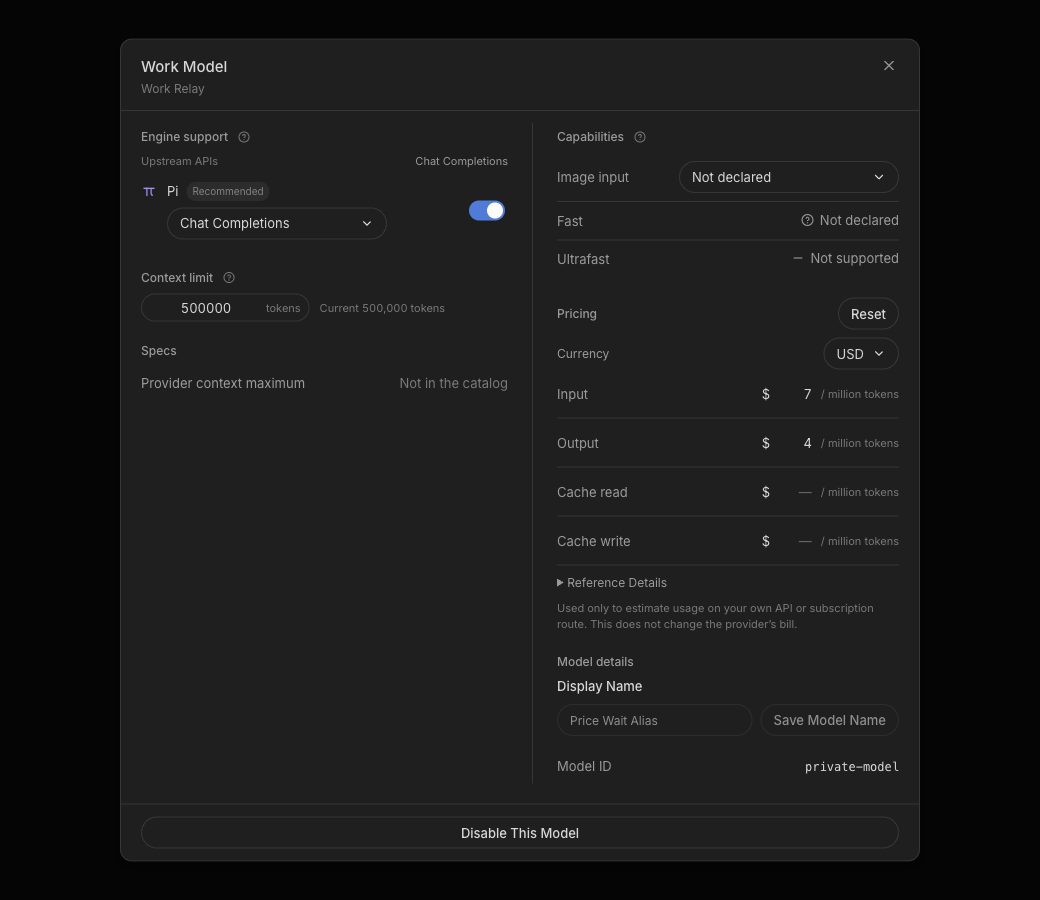 Work Model
Work Relay
Engine support
Upstream APIs Chat Completions
Pi Recommended
Chat Completions
Context limit
500000 tokens Current 500,000 tokens
Specs
Provider context maximum Not in the catalog
Capabilities
Image input Not declared
Fast Not declared
Ultrafast — Not supported
Pricing Reset
Currency USD
Input $ 7 / million tokens
Output $ 4 / million tokens
Cache read $ — / million tokens
Cache write $ — / million tokens
Reference Details
Used only to estimate usage on your own API or subscription
route. This does not change the provider’s bill.
Model details
Display Name
Price Wait Alias Save Model Name
Model ID private-model
Disable This Model